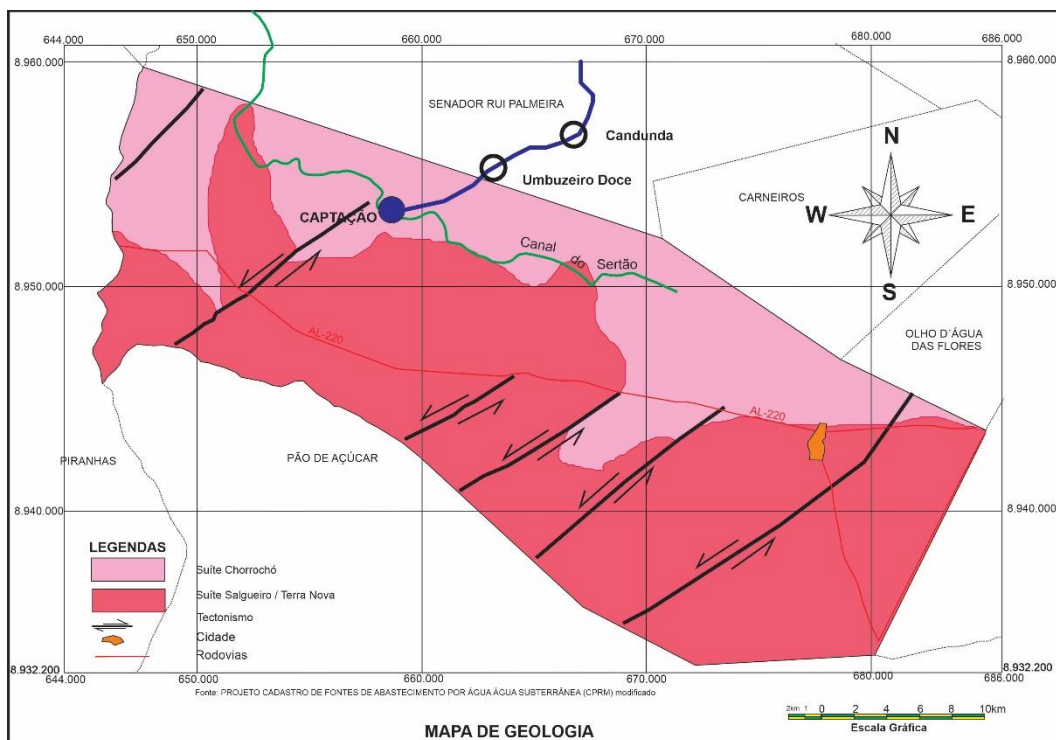 644.000 650.000 660.000 670.000 680.000 686.000
8.960.000 8.960.000
SENADOR RUI PALMEIRA
Candunda
N
Umbuzeiro Doce
CARNEIROS
CAPTAÇÃO
W E
Canal do Sertão
S
8.950.000 8.950.000
OLHO D´ÁGUA
DAS FLORES
AL-220
AL-220
PIRANHAS
PÃO DE AÇÚCAR
8.940.000 8.940.000
LEGENDAS
Suíte Chorrochó
Suíte Salgueiro / Terra Nova
Tectonismo
Cidade
Rodovias
8.932.200 8.932.200
644.000 650.000 660.000 670.000 680.000 686.000
Fonte: PROJETO CADASTRO DE FONTES DE ABASTECIMENTO POR ÁGUA ÁGUA SUBTERRÂNEA (CPRM) modificado
2km 1 0 2 4 6 8 10km
Escala Gráfica
MAPA DE GEOLOGIA